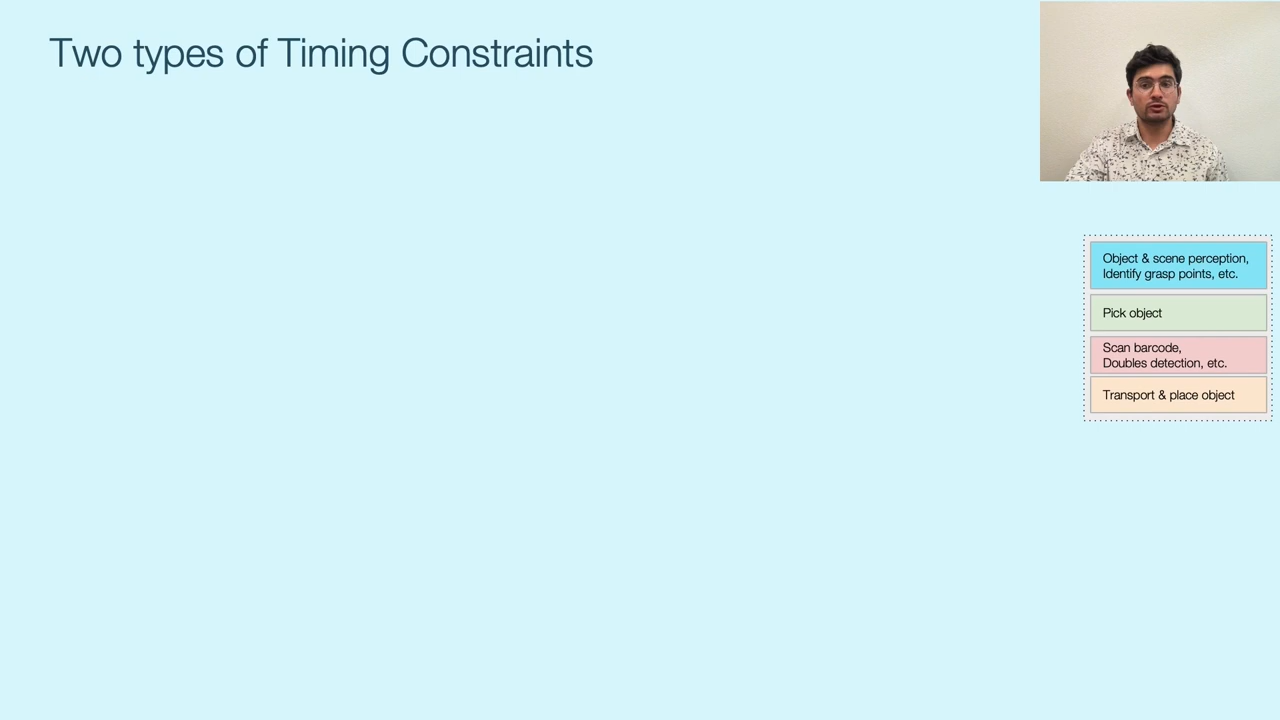 Two types of Timing Constraints
Object & scene perception,
Identify grasp points, etc.
Pick object
Scan barcode,
Doubles detection, etc.
Transport & place object